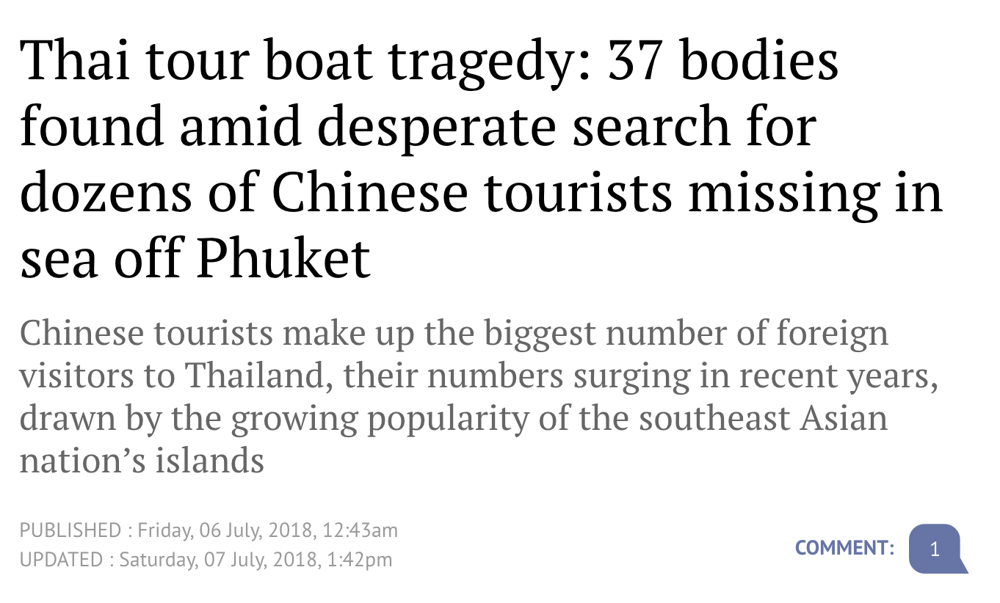 Thai tour boat tragedy: 37 bodies
found amid desperate search for
dozens of Chinese tourists missing in
sea off Phuket
Chinese tourists make up the biggest number of foreign
visitors to Thailand, their numbers surging in recent years,
drawn by the growing popularity of the southeast Asian
nation’s islands
PUBLISHED : Friday, 06 July, 2018, 12:43am
UPDATED : Saturday, 07 July, 2018, 1:42pm
COMMENT: 1